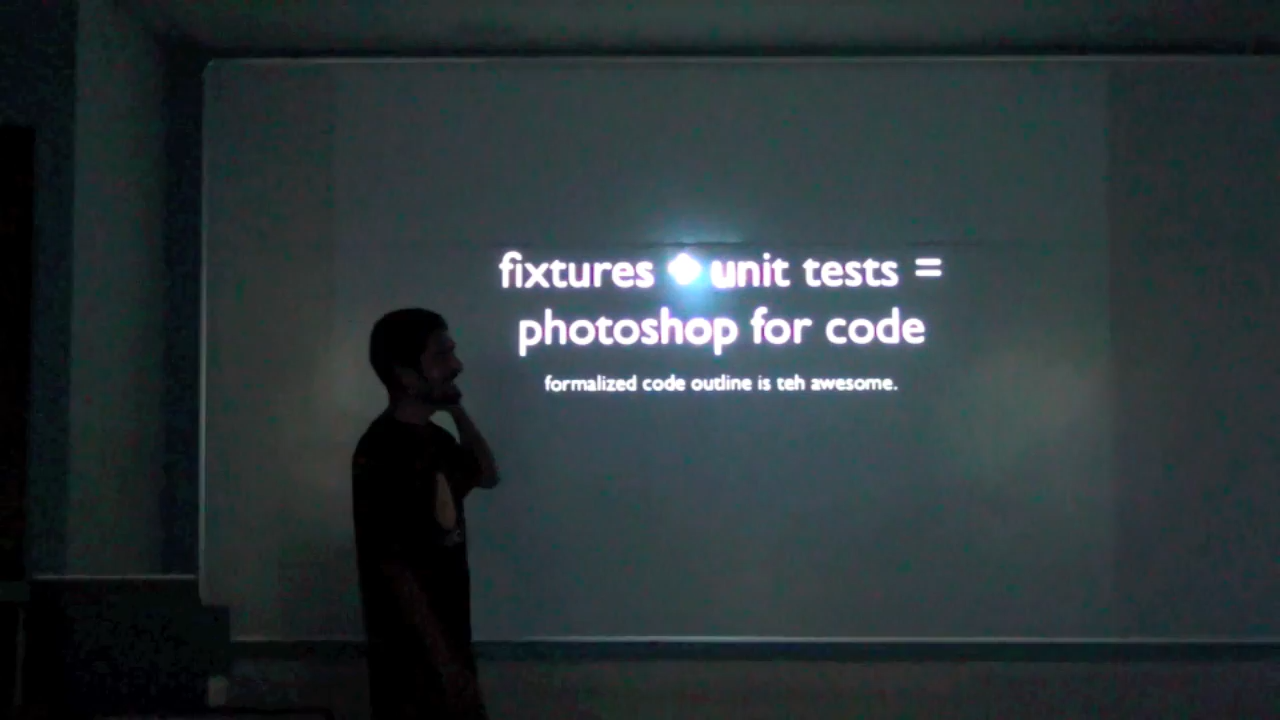 fixtures + unit tests =
photoshop for code
formalized code outline is teh awesome.